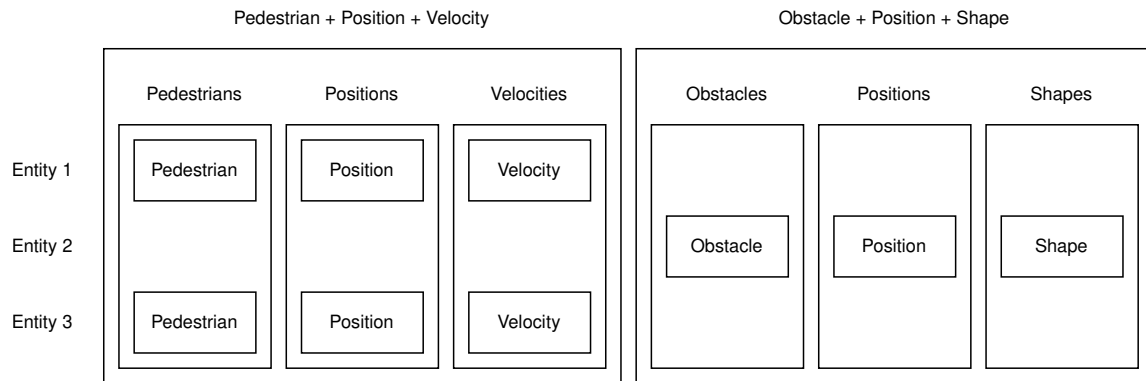 Pedestrian + Position + Velocity Obstacle + Position + Shape
Pedestrians Positions Velocities Obstacles Positions Shapes
Entity 1 Pedestrian Position Velocity
Entity 2 Obstacle Position Shape
Entity 3 Pedestrian Position Velocity